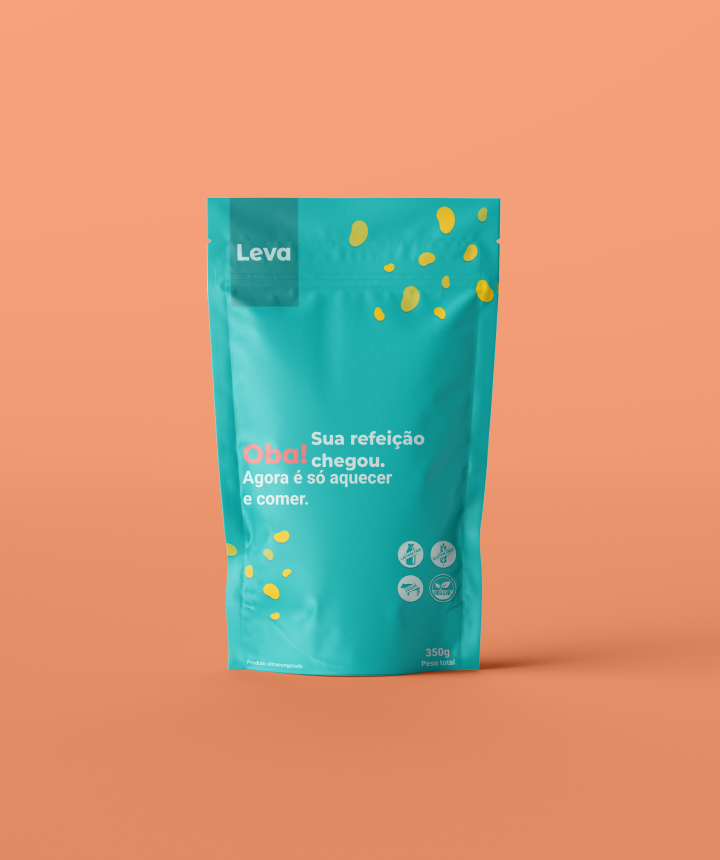 Leva
Oba! Sua refeição
chegou.
Agora é só aquecer
e comer.
350g
Peso total
Produto ultracongelado